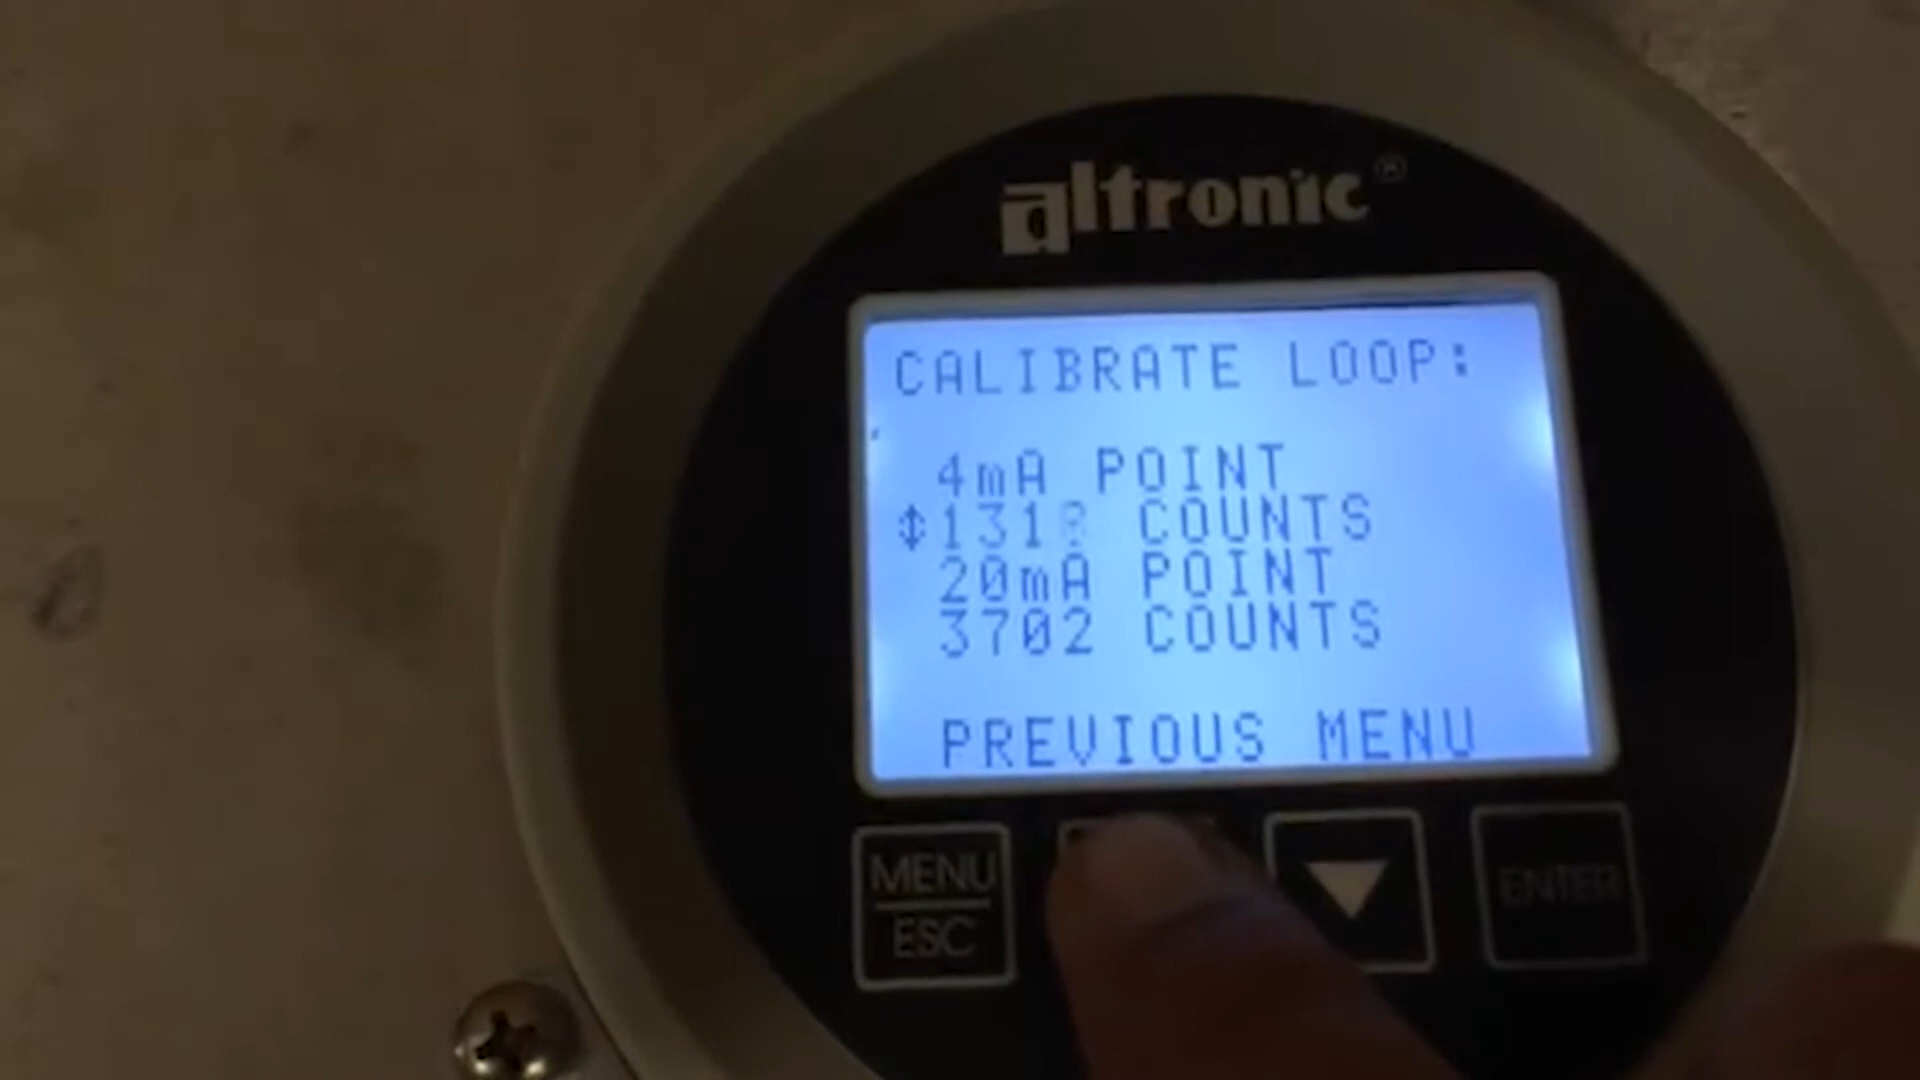 altronic®
CALIBRATE LOOP:
4mA POINT
COUNTS
20mA POINT
3702 COUNTS
PREVIOUS MENU
MENU
ESC
ENTER